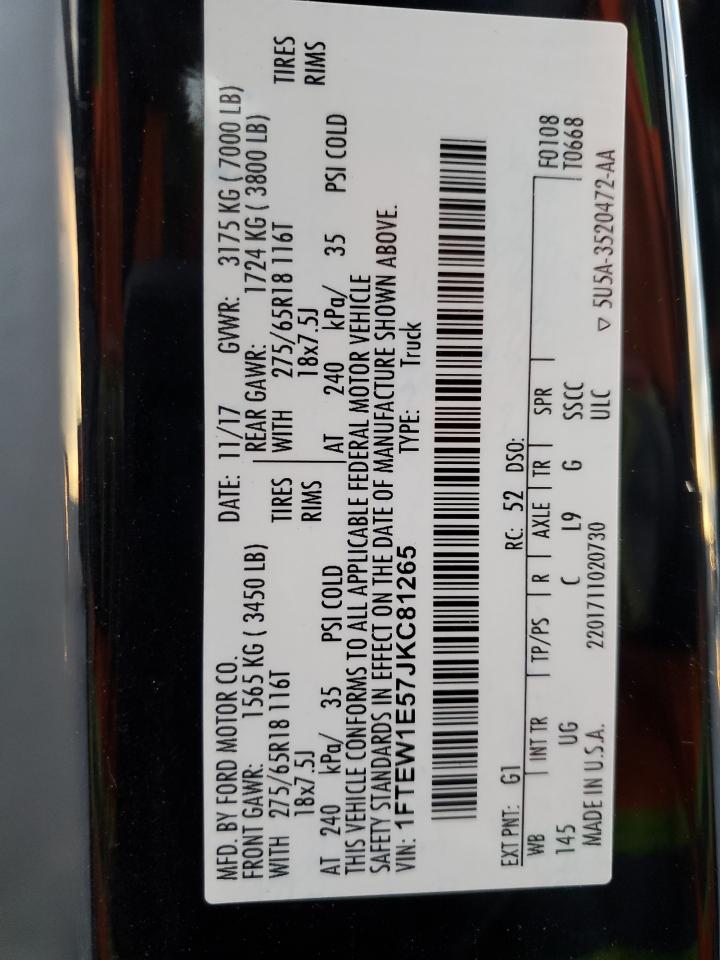 MFD. BY FORD MOTOR CO. DATE: 11/17 GVWR: 3175 KG ( 7000 LB)
FRONT GAWR: 1565 KG ( 3450 LB) REAR GAWR: 1724 KG ( 3800 LB)
WITH 275/65R18 116T TIRES WITH 275/65R18 116T TIRES
18x7.5J RIMS 18x7.5J RIMS
AT 240 kPa/ 35 PSI COLD AT 240 kPa/ 35 PSI COLD
THIS VEHICLE CONFORMS TO ALL APPLICABLE FEDERAL MOTOR VEHICLE
SAFETY STANDARDS IN EFFECT ON THE DATE OF MANUFACTURE SHOWN ABOVE.
VIN: 1FTEW1E57JKC81265 TYPE: Truck
EXT PNT: G1 RC: 52 DSO: F0108
WB INT TR TP/PS R AXLE TR SPR T0668
145 UG C L9 G SSCC
MADE IN U.S.A. 2201711020730 ULC ▽ 5U5A-3520472-AA